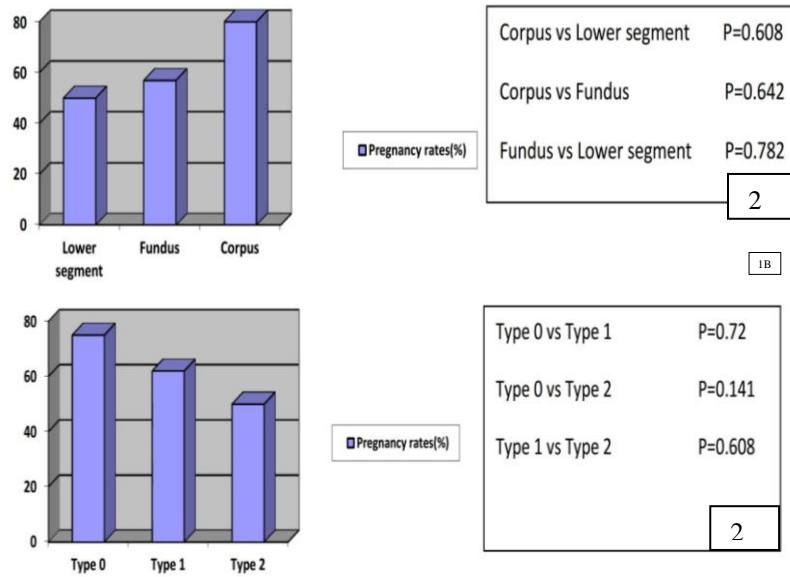 80
60
40
20
0
Lower segment
Fundus
Corpus
Pregnancy rates(%)
Corpus vs Lower segment P=0.608
Corpus vs Fundus P=0.642
Fundus vs Lower segment P=0.782
2
1B
80
60
40
20
0
Type 0
Type 1
Type 2
Pregnancy rates(%)
Type 0 vs Type 1 P=0.72
Type 0 vs Type 2 P=0.141
Type 1 vs Type 2 P=0.608
2